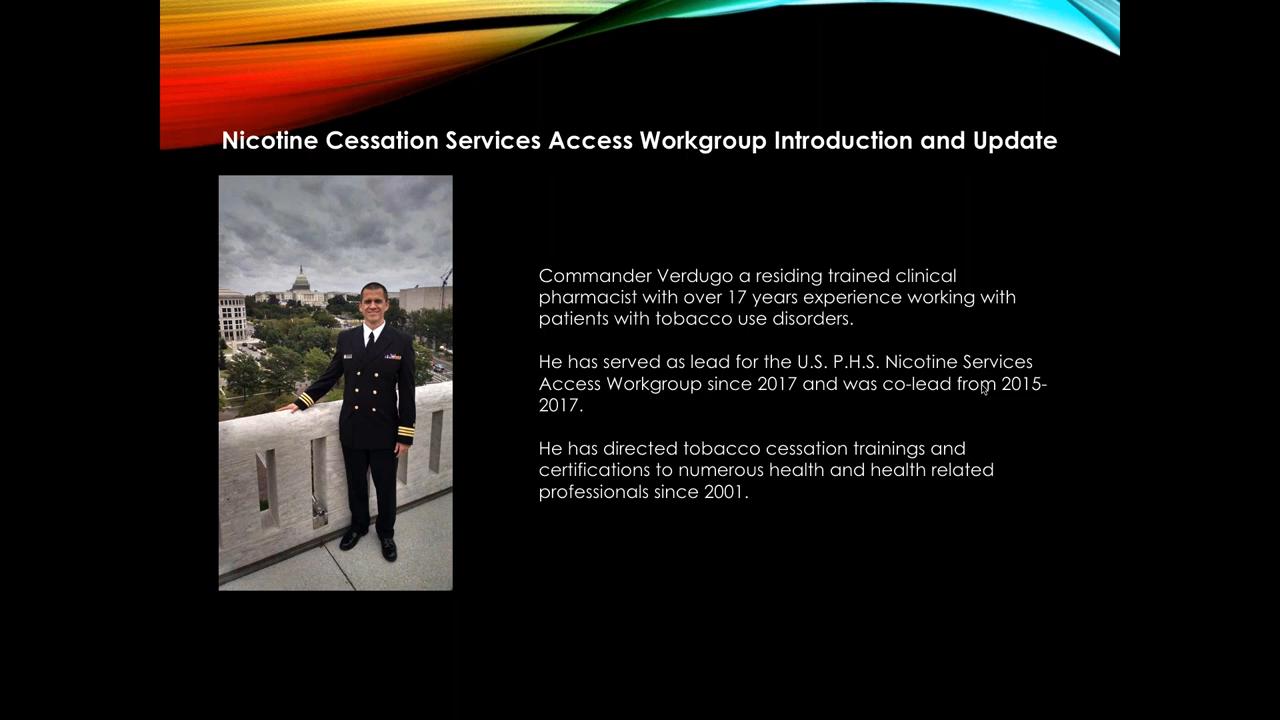 Nicotine Cessation Services Access Workgroup Introduction and Update
Commander Verdugo a residing trained clinical
pharmacist with over 17 years experience working with
patients with tobacco use disorders.
He has served as lead for the U.S. P.H.S. Nicotine Services
Access Workgroup since 2017 and was co-lead from 2015-
2017.
He has directed tobacco cessation trainings and
certifications to numerous health and health related
professionals since 2001.